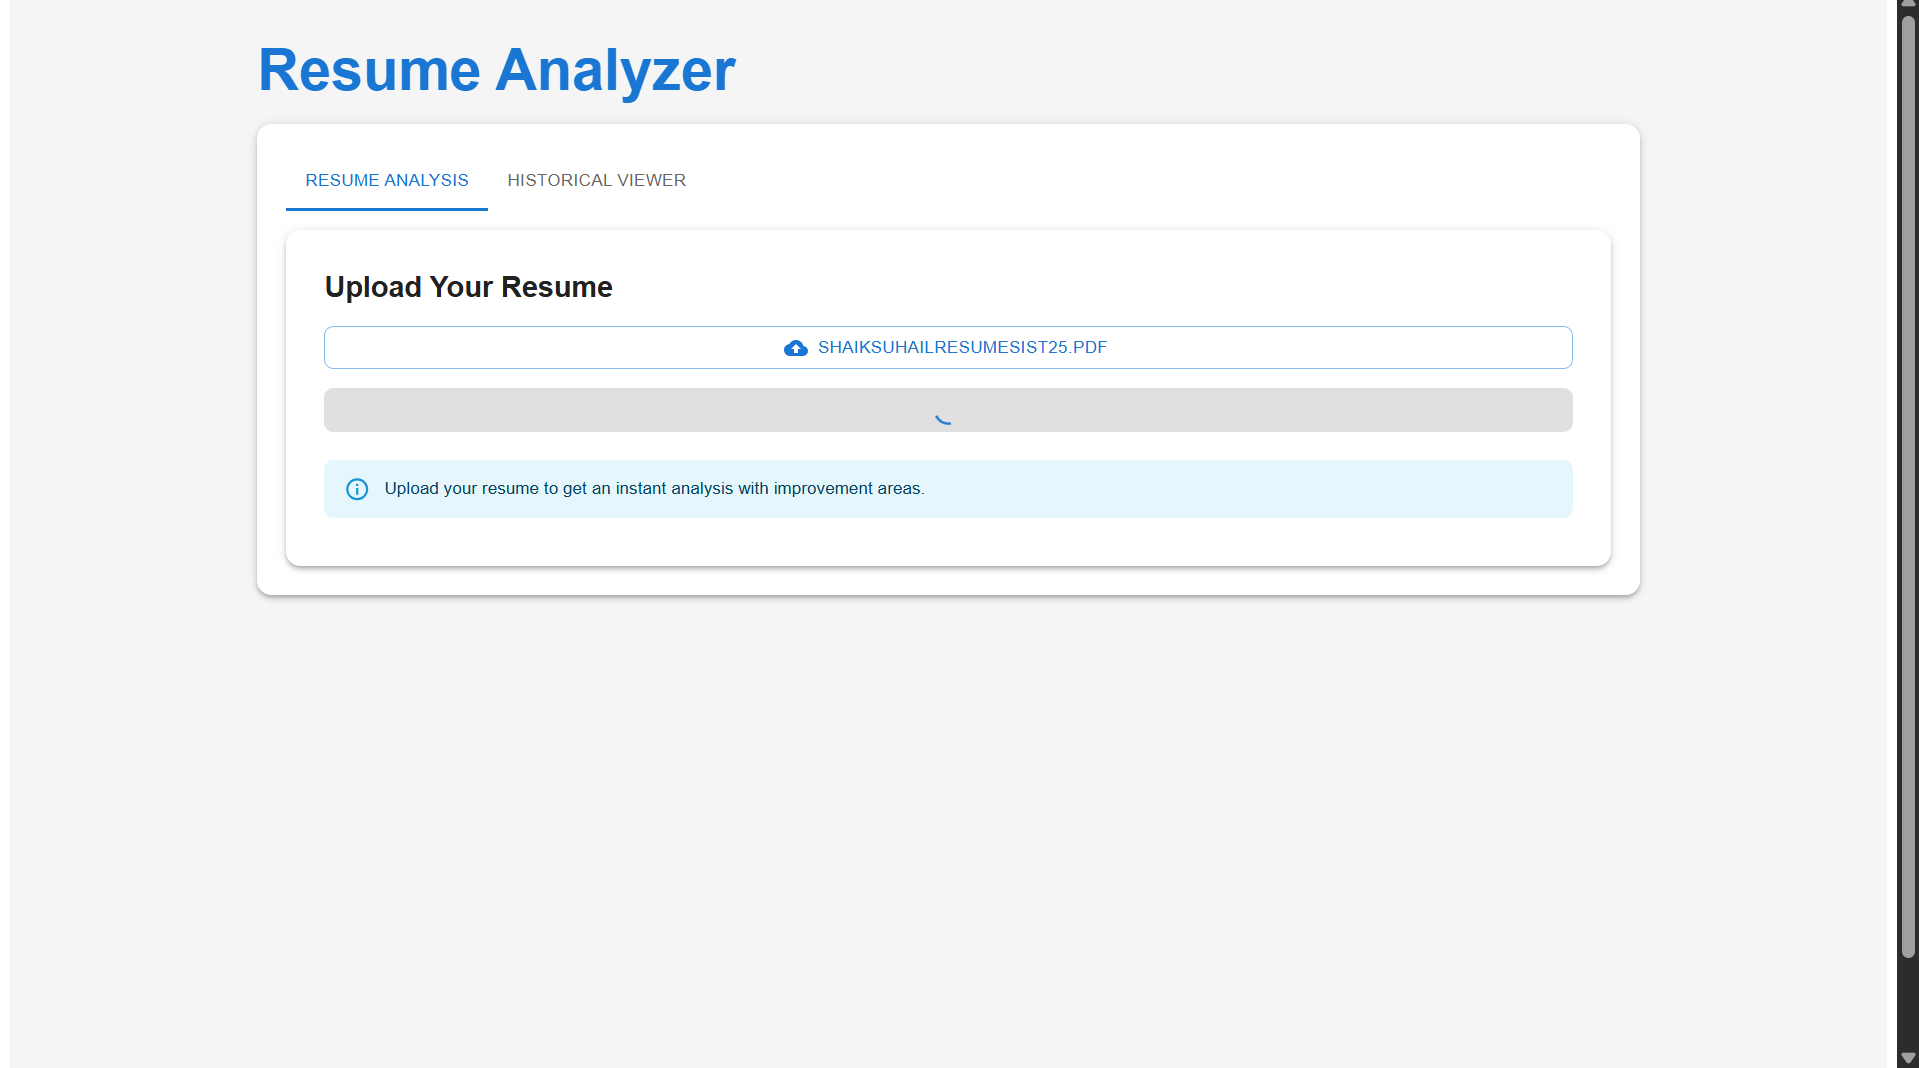 Resume Analyzer
RESUME ANALYSIS
HISTORICAL VIEWER
Upload Your Resume
SHAIKSUHAILRESUMESIST25.PDF
Upload your resume to get an instant analysis with improvement areas.